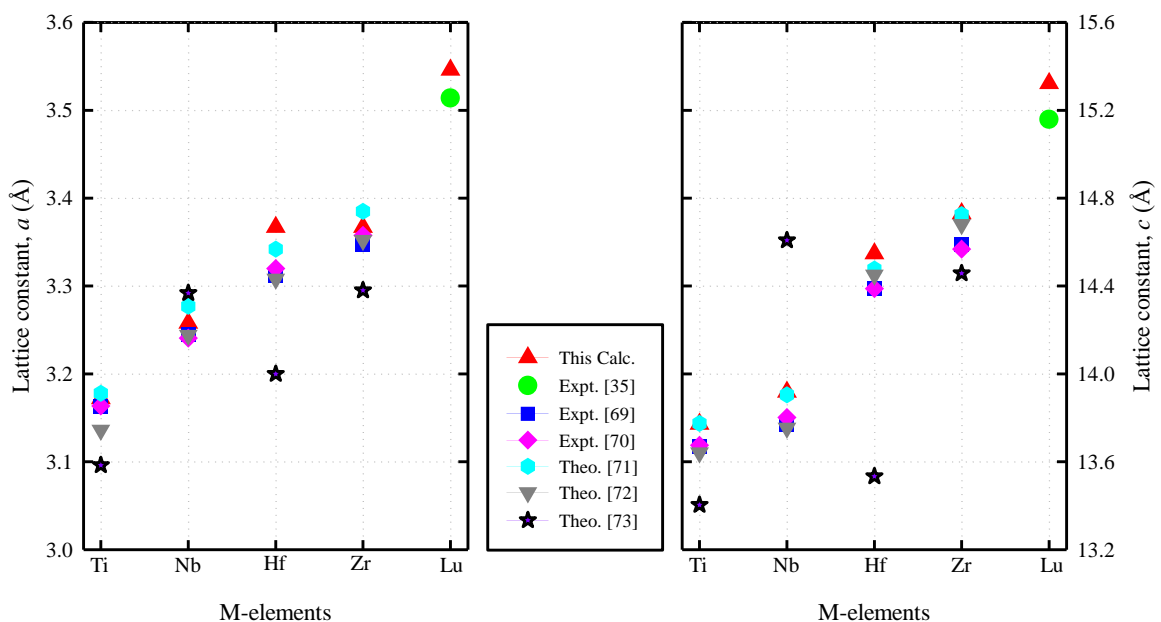 3.6
3.5
3.4
3.3
3.2
3.1
3.0
Lattice constant, a (Å)
Ti Nb Hf Zr Lu
M-elements
This Calc.
Expt. [35]
Expt. [69]
Expt. [70]
Theo. [71]
Theo. [72]
Theo. [73]
15.6
15.2
14.8
14.4
14.0
13.6
13.2
Lattice constant, c (Å)
Ti Nb Hf Zr Lu
M-elements